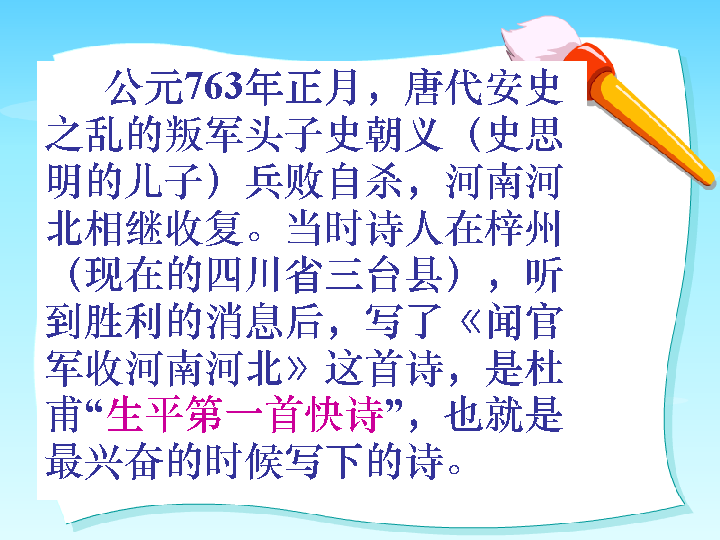 公元763年正月，唐代安史
之乱的叛军头子史朝义（史思
明的儿子）兵败自杀，河南河
北相继收复。当时诗人在梓州
（现在的四川省三台县），听
到胜利的消息后，写了《闻官
军收河南河北》这首诗，是杜
甫“生平第一首快诗”，也就是
最兴奋的时候写下的诗。